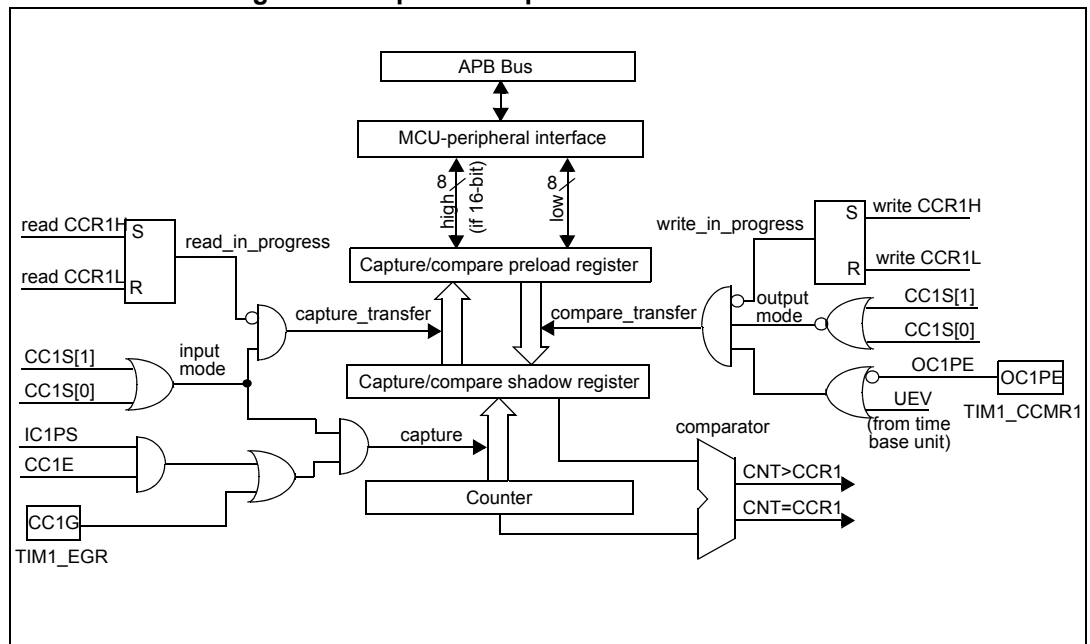 APB Bus
MCU-peripheral interface
8
high
(if 16-bit)
8
low
read CCR1H
S
read_in_progress
read CCR1L
R
write_in_progress
S
write CCR1H
R
write CCR1L
Capture/compare preload register
capture_transfer
compare_transfer
output
mode
CC1S[1]
CC1S[0]
CC1S[1]
CC1S[0]
input
mode
Capture/compare shadow register
OC1PE
OC1PE
UEV
(from time
base unit)
TIM1_CCMR1
IC1PS
CC1E
capture
comparator
Counter
CNT>CCR1
CNT=CCR1
CC1G
TIM1_EGR